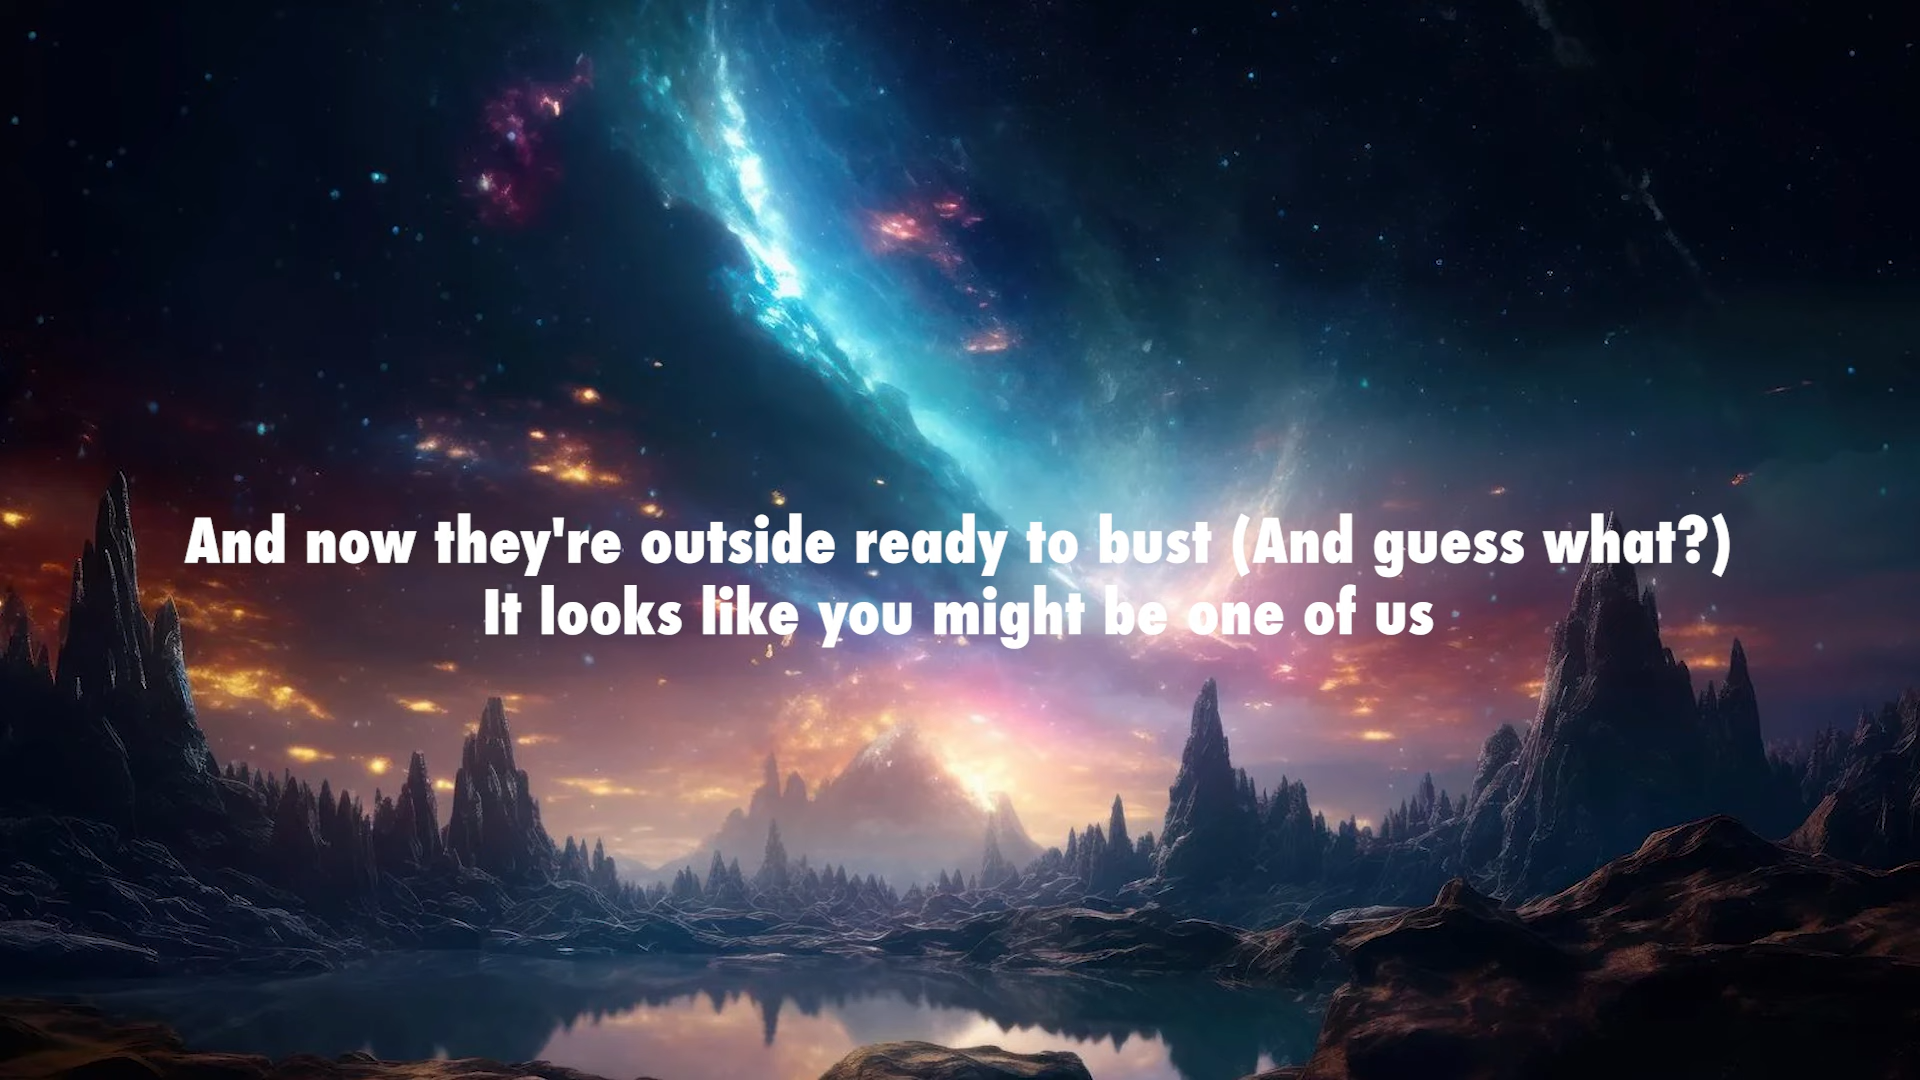 And now they're outside ready to bust (And guess what?)
It looks like you might be one of us